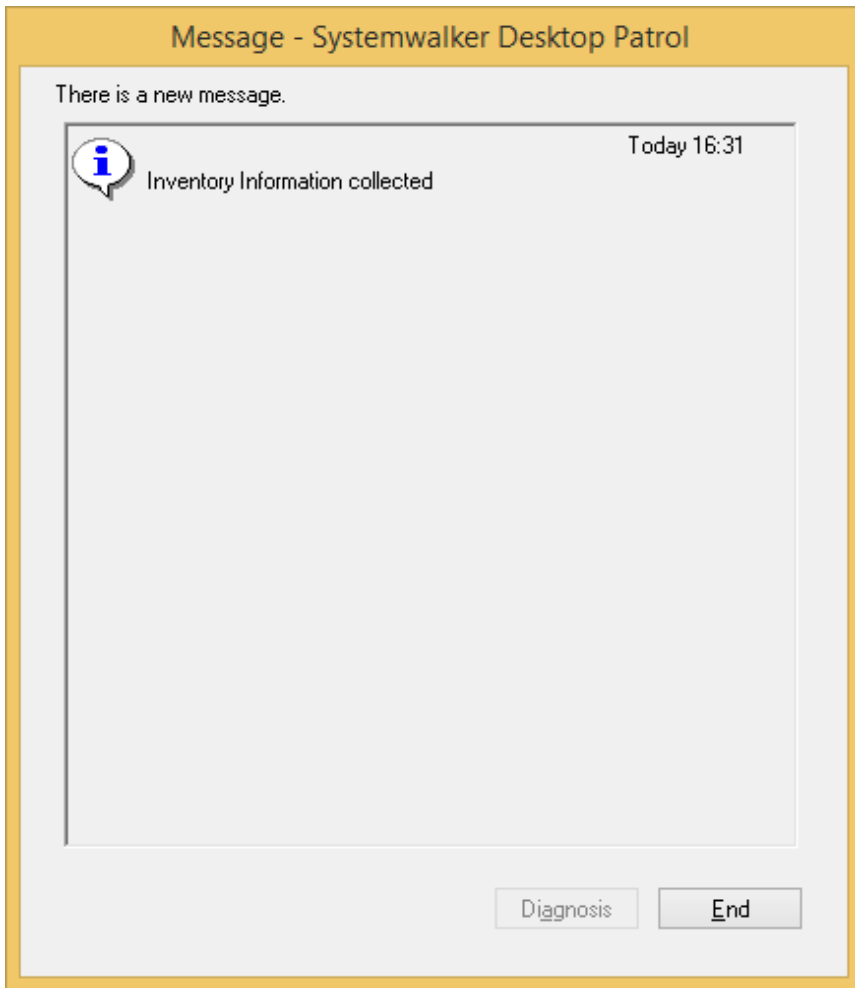 Message - Systemwalker Desktop Patrol
There is a new message.
Today 16:31
Inventory Information collected
Diagnosis
End